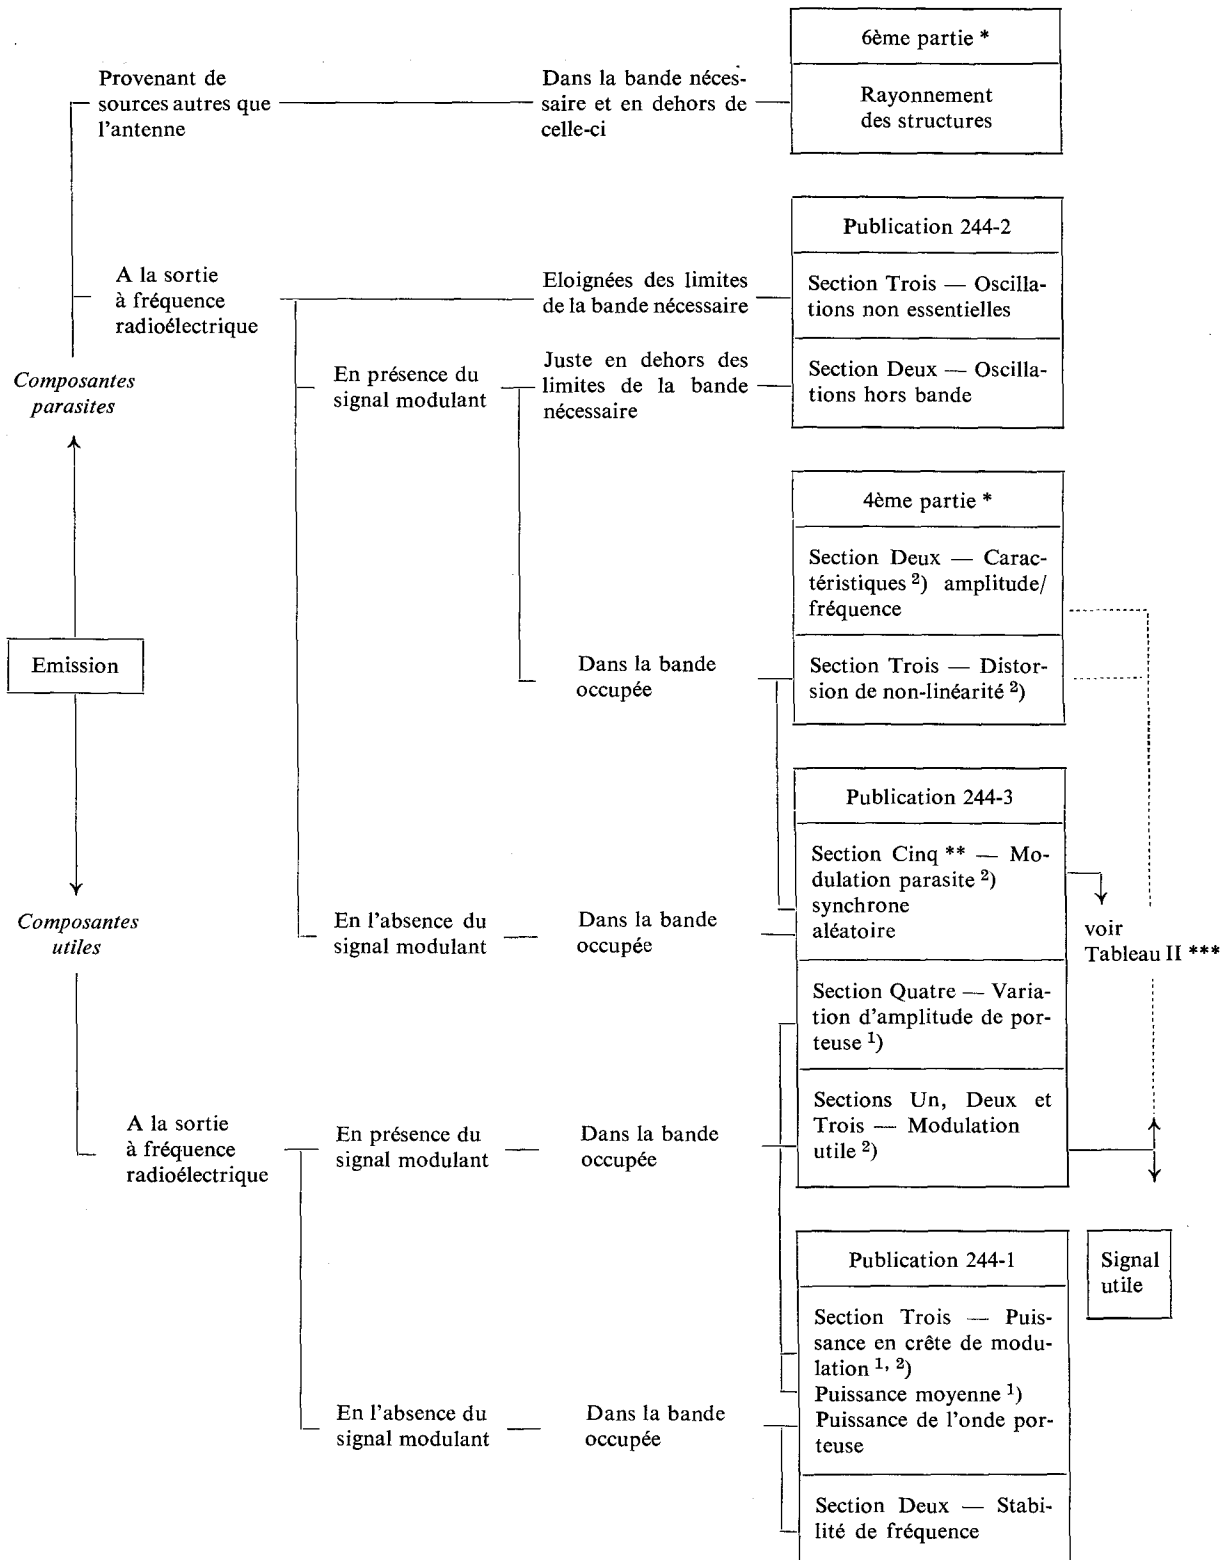 6ème partie *
Provenant de
sources autres que
l'antenne
Dans la bande néces-
saire et en dehors de
celle-ci
Rayonnement
des structures
Publication 244-2
A la sortie
à fréquence
radioélectrique
Eloignées des limites
de la bande nécessaire
Section Trois — Oscilla-
tions non essentielles
Composantes
parasites
En présence du
signal modulant
Juste en dehors des
limites de la bande
nécessaire
Section Deux — Oscilla-
tions hors bande
4ème partie *
Section Deux — Carac-
téristiques ²) amplitude/
fréquence
Emission
Dans la bande
occupée
Section Trois — Distor-
sion de non-linéarité ²)
Publication 244-3
Section Cinq ** — Mo-
dulation parasite ²)
synchrone
aléatoire
Composantes
utiles
En l'absence du
signal modulant
Dans la bande
occupée
voir
Tableau II ***
Section Quatre — Varia-
tion d'amplitude de por-
teuse ¹)
A la sortie
à fréquence
radioélectrique
En présence du
signal modulant
Dans la bande
occupée
Sections Un, Deux et
Trois — Modulation
utile ²)
Publication 244-1
Signal
utile
Section Trois — Puis-
sance en crête de modu-
lation ¹, ²)
Puissance moyenne ¹)
Puissance de l'onde por-
teuse
En l'absence du
signal modulant
Dans la bande
occupée
Section Deux — Stabi-
lité de fréquence